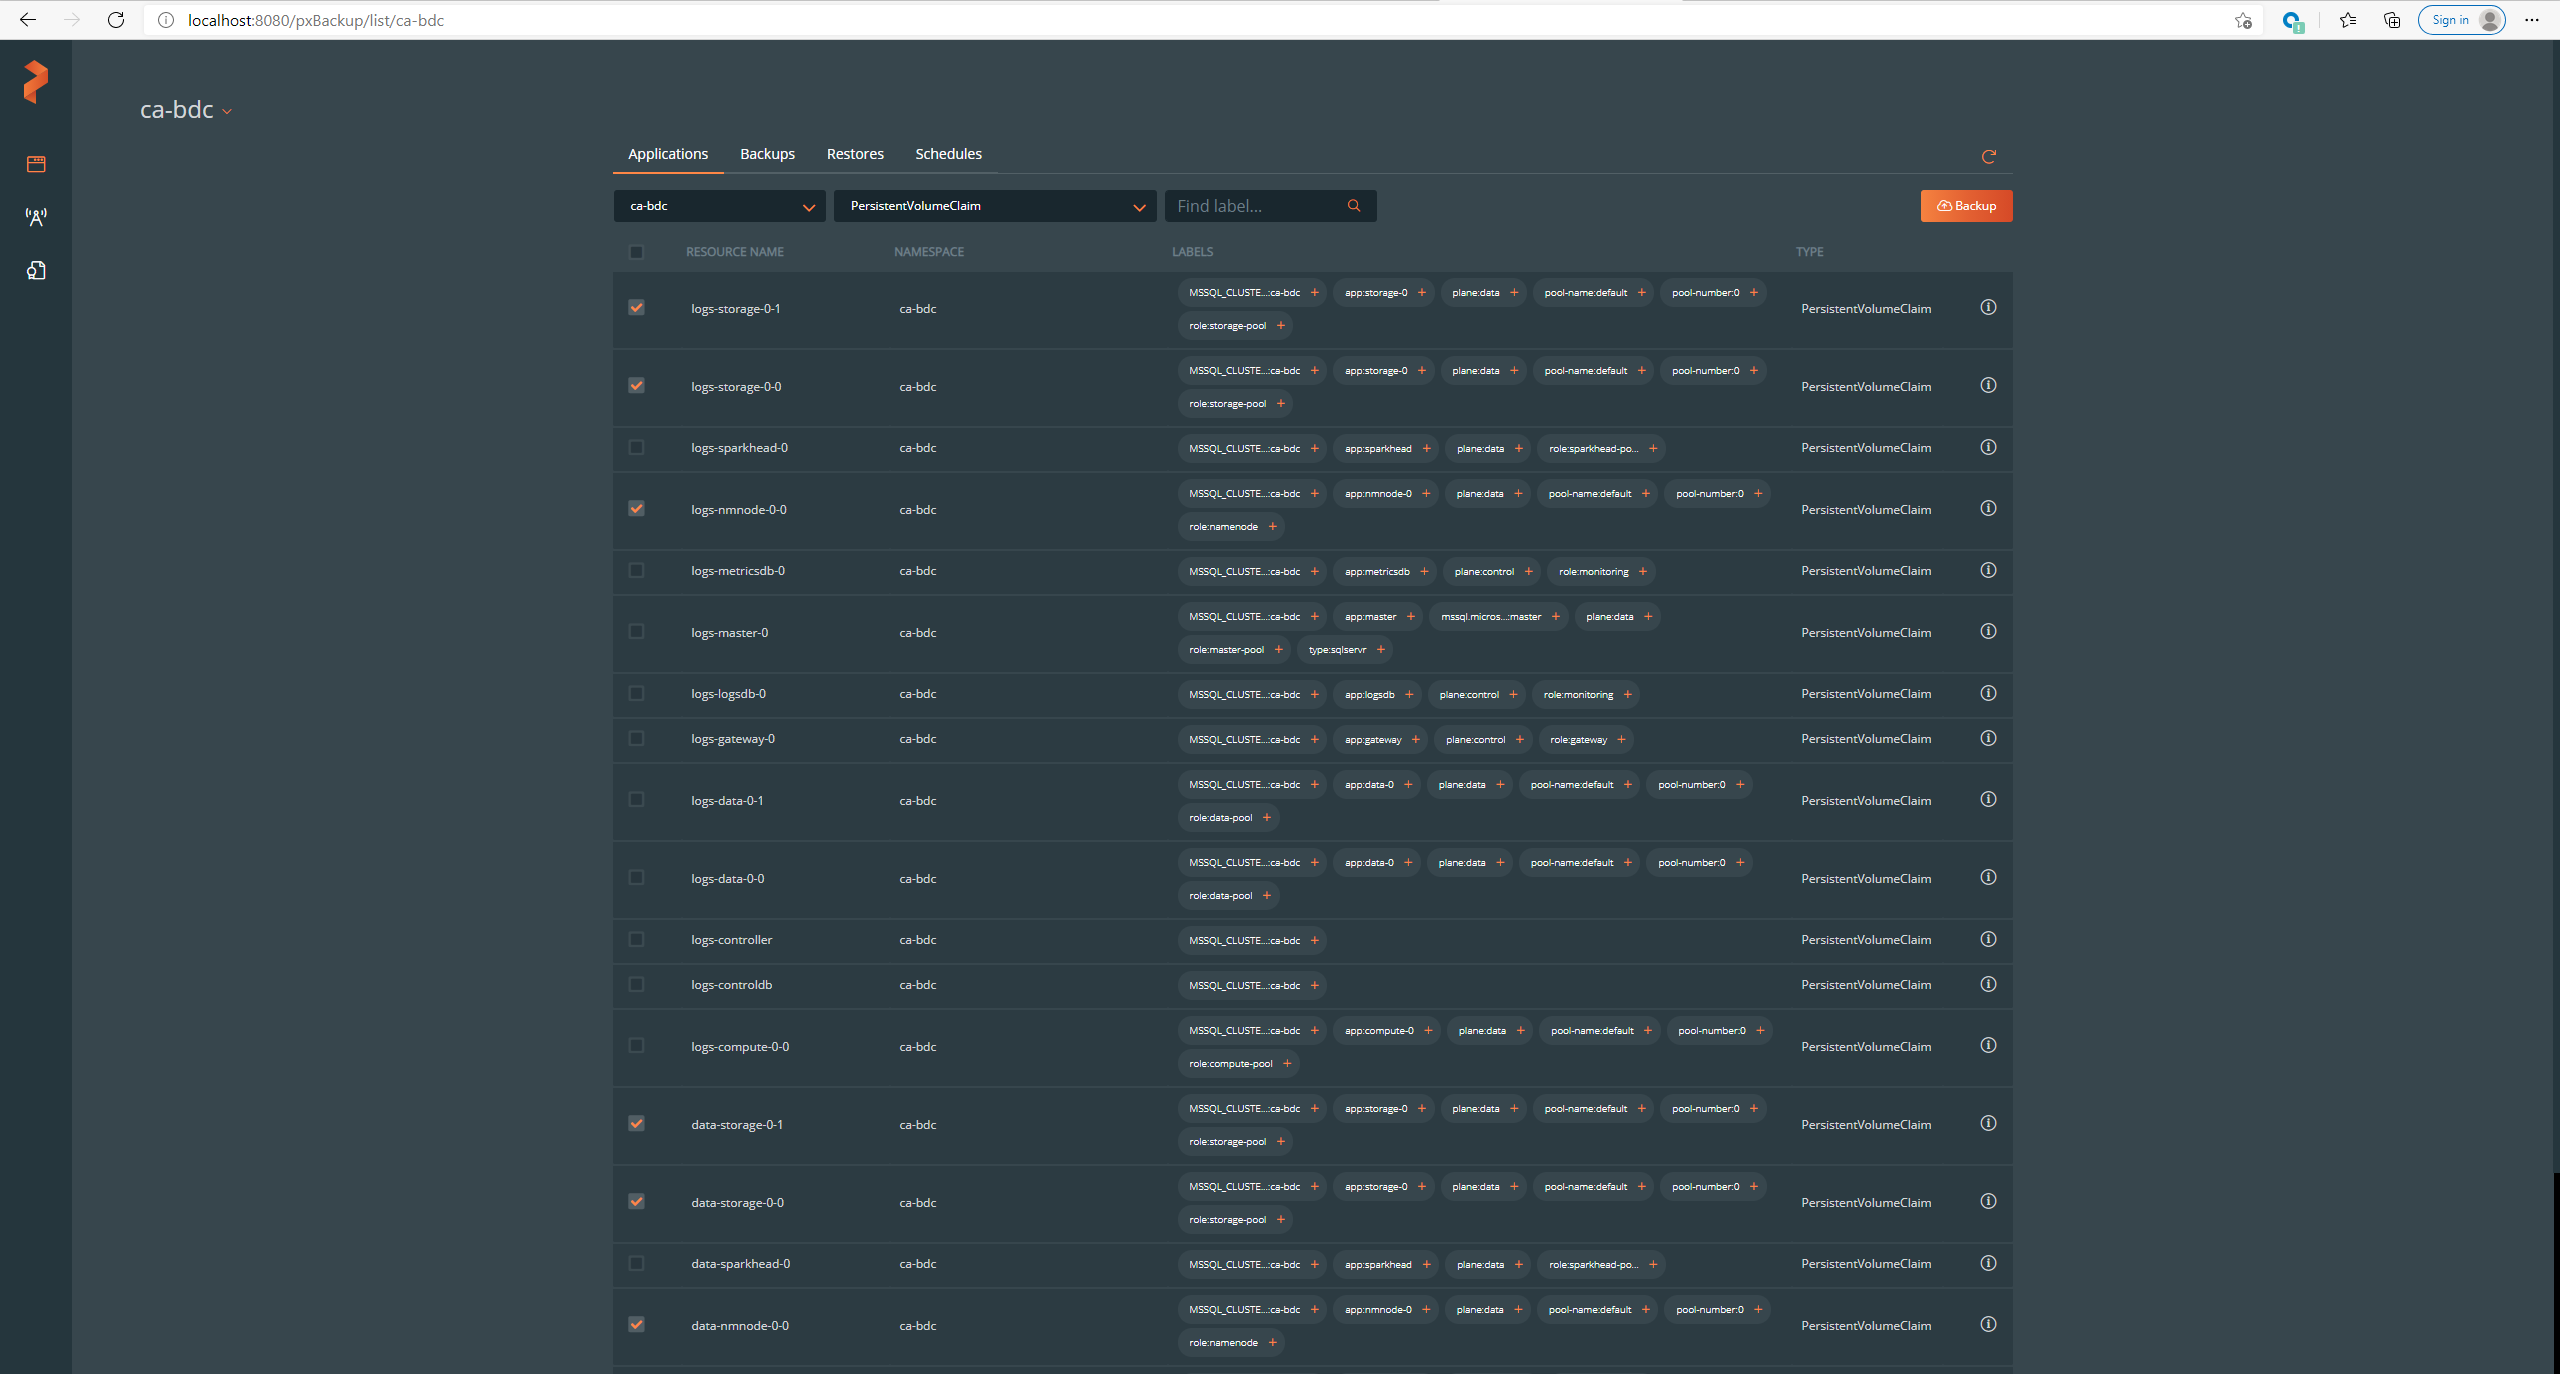 localhost:8080/pxBackup/list/ca-bdc
Sign in
ca-bdc
Applications Backups Restores Schedules
ca-bdc PersistentVolumeClaim Find label... Backup
RESOURCE NAME NAMESPACE LABELS TYPE
MSSQL_CLUSTE...:ca-bdc + app:storage-0 + plane:data + pool-name:default + pool-number:0 +
logs-storage-0-1 ca-bdc PersistentVolumeClaim
role:storage-pool +
MSSQL_CLUSTE...:ca-bdc + app:storage-0 + plane:data + pool-name:default + pool-number:0 +
logs-storage-0-0 ca-bdc PersistentVolumeClaim
role:storage-pool +
logs-sparkhead-0 ca-bdc MSSQL_CLUSTE...:ca-bdc + app:sparkhead + plane:data + role:sparkhead-po... + PersistentVolumeClaim
MSSQL_CLUSTE...:ca-bdc + app:nmnode-0 + plane:data + pool-name:default + pool-number:0 +
logs-nmnode-0-0 ca-bdc PersistentVolumeClaim
role:namenode +
logs-metricsdb-0 ca-bdc MSSQL_CLUSTE...:ca-bdc + app:metricsdb + plane:control + role:monitoring + PersistentVolumeClaim
MSSQL_CLUSTE...:ca-bdc + app:master + mssql.micros...:master + plane:data +
logs-master-0 ca-bdc PersistentVolumeClaim
role:master-pool + type:sqlservr +
logs-logsdb-0 ca-bdc MSSQL_CLUSTE...:ca-bdc + app:logsdb + plane:control + role:monitoring + PersistentVolumeClaim
logs-gateway-0 ca-bdc MSSQL_CLUSTE...:ca-bdc + app:gateway + plane:control + role:gateway + PersistentVolumeClaim
MSSQL_CLUSTE...:ca-bdc + app:data-0 + plane:data + pool-name:default + pool-number:0 +
logs-data-0-1 ca-bdc PersistentVolumeClaim
role:data-pool +
MSSQL_CLUSTE...:ca-bdc + app:data-0 + plane:data + pool-name:default + pool-number:0 +
logs-data-0-0 ca-bdc PersistentVolumeClaim
role:data-pool +
logs-controller ca-bdc MSSQL_CLUSTE...:ca-bdc + PersistentVolumeClaim
logs-controldb ca-bdc MSSQL_CLUSTE...:ca-bdc + PersistentVolumeClaim
MSSQL_CLUSTE...:ca-bdc + app:compute-0 + plane:data + pool-name:default + pool-number:0 +
logs-compute-0-0 ca-bdc PersistentVolumeClaim
role:compute-pool +
MSSQL_CLUSTE...:ca-bdc + app:storage-0 + plane:data + pool-name:default + pool-number:0 +
data-storage-0-1 ca-bdc PersistentVolumeClaim
role:storage-pool +
MSSQL_CLUSTE...:ca-bdc + app:storage-0 + plane:data + pool-name:default + pool-number:0 +
data-storage-0-0 ca-bdc PersistentVolumeClaim
role:storage-pool +
data-sparkhead-0 ca-bdc MSSQL_CLUSTE...:ca-bdc + app:sparkhead + plane:data + role:sparkhead-po... + PersistentVolumeClaim
MSSQL_CLUSTE...:ca-bdc + app:nmnode-0 + plane:data + pool-name:default + pool-number:0 +
data-nmnode-0-0 ca-bdc PersistentVolumeClaim
role:namenode +